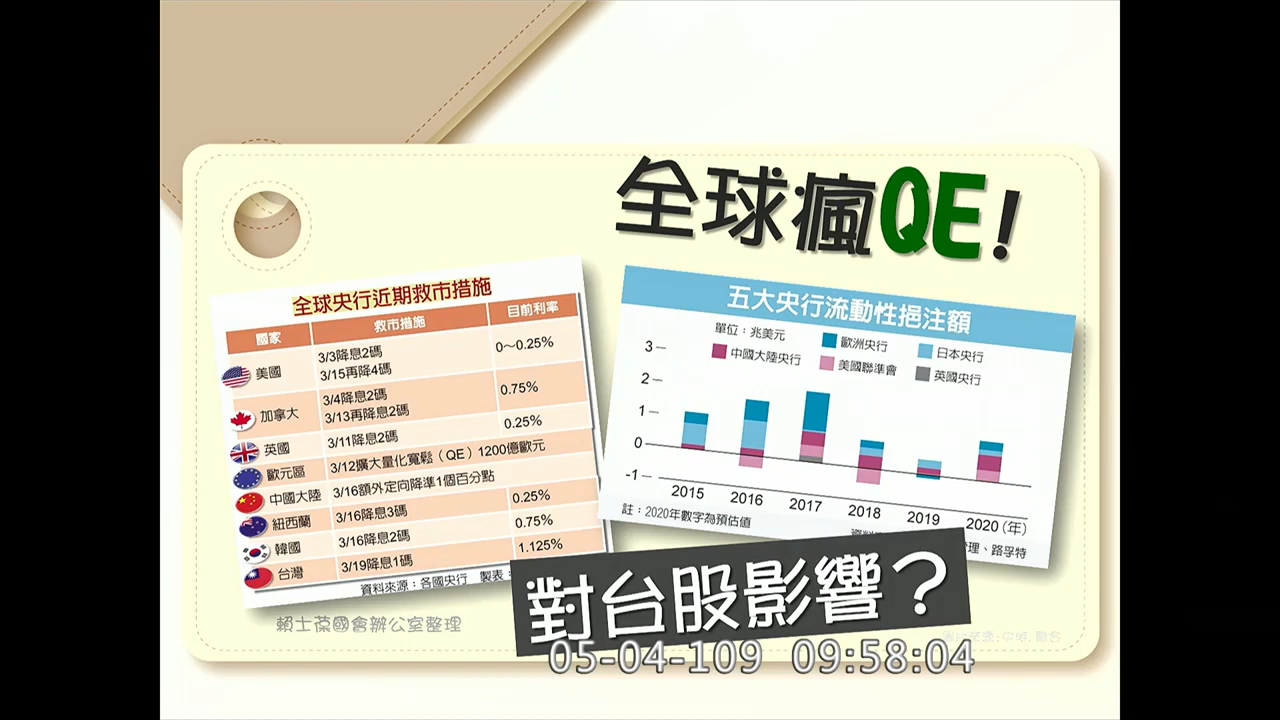 全球瘋QE!
全球央行近期救市措施
國家 救市措施 目前利率
美國 3/3降息2碼 0～0.25%
3/15再降4碼
加拿大 3/4降息2碼 0.75%
3/13再降息2碼
英國 3/11降息2碼 0.25%
歐元區 3/12擴大量化寬鬆（QE）1200億歐元
中國大陸 3/16額外定向降準1個百分點
紐西蘭 3/16降息3碼 0.25%
韓國 3/16降息2碼 0.75%
台灣 3/19降息1碼 1.125%
資料來源：各國央行 製表：
五大央行流動性挹注額
單位：兆美元
歐洲央行 日本央行
中國大陸央行 美國聯準會 英國央行
3
2
1
0
-1
2015 2016 2017 2018 2019 2020（年）
註：2020年數字為預估值
理、路孚特
對台股影響？
賴士葆國會辦公室整理
05-04-109 09:58:04